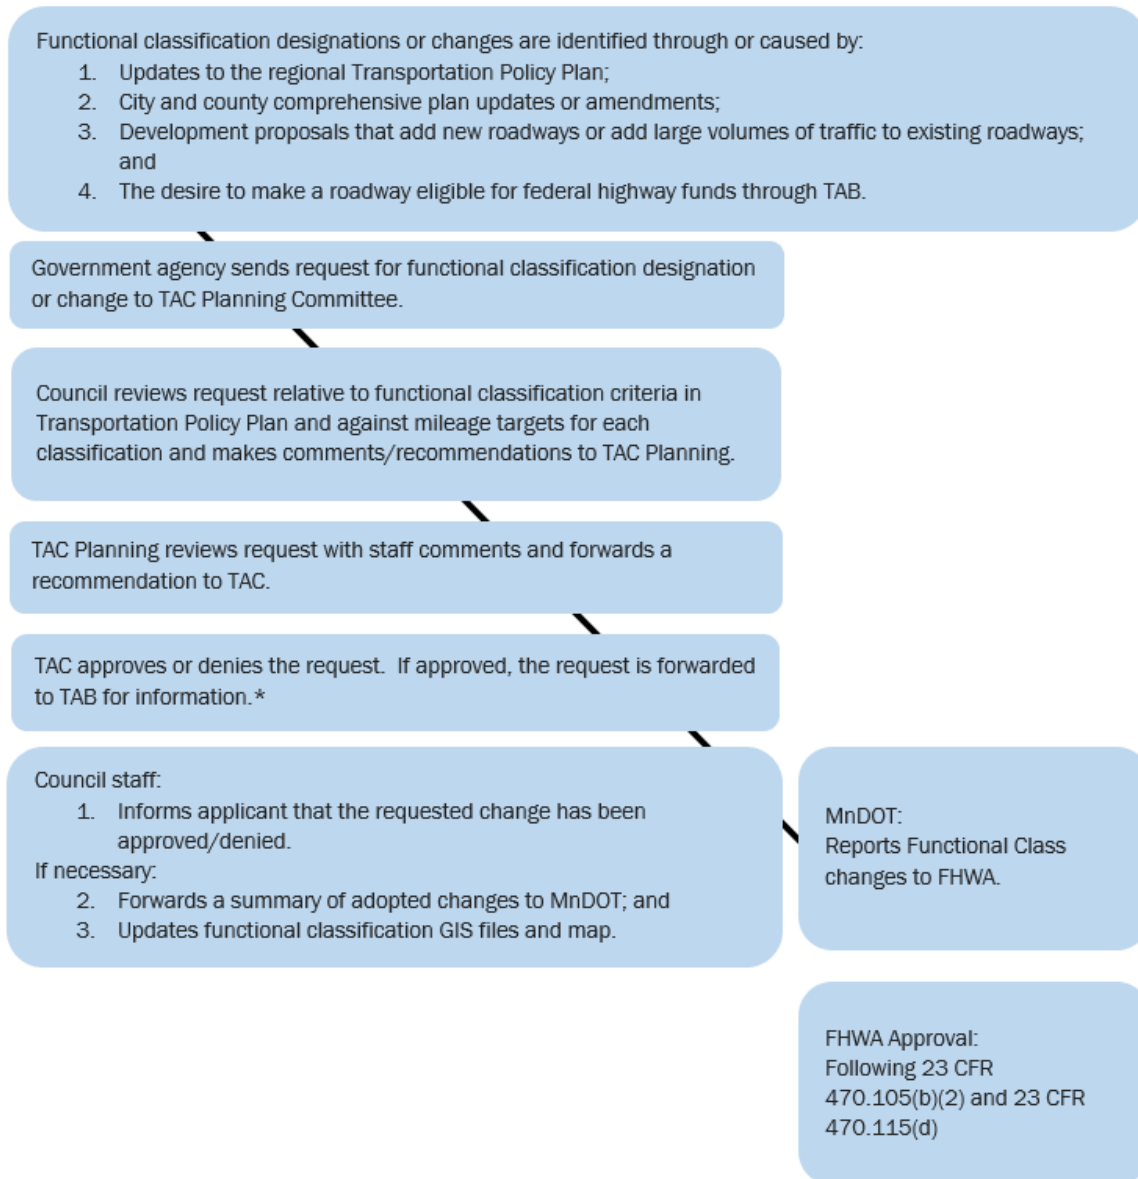 Functional classification designations or changes are identified through or caused by:
1. Updates to the regional Transportation Policy Plan;
2. City and county comprehensive plan updates or amendments;
3. Development proposals that add new roadways or add large volumes of traffic to existing roadways;
and
4. The desire to make a roadway eligible for federal highway funds through TAB.
Government agency sends request for functional classification designation
or change to TAC Planning Committee.
Council reviews request relative to functional classification criteria in
Transportation Policy Plan and against mileage targets for each
classification and makes comments/recommendations to TAC Planning.
TAC Planning reviews request with staff comments and forwards a
recommendation to TAC.
TAC approves or denies the request.  If approved, the request is forwarded
to TAB for information.*
Council staff:
1. Informs applicant that the requested change has been
approved/denied.
If necessary:
2. Forwards a summary of adopted changes to MnDOT; and
3. Updates functional classification GIS files and map.
MnDOT:
Reports Functional Class
changes to FHWA.
FHWA Approval:
Following 23 CFR
470.105(b)(2) and 23 CFR
470.115(d)